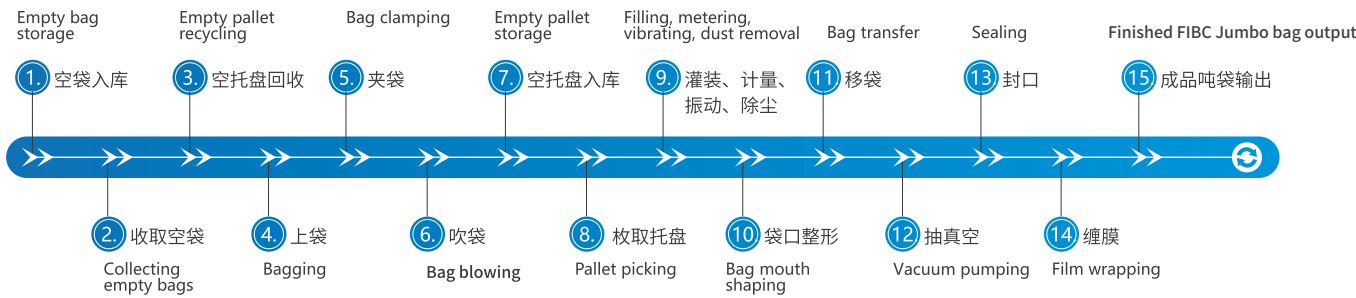 Empty bag
storage
1. 空袋入库
2. 收取空袋
Collecting
empty bags
Empty pallet
recycling
3. 空托盘回收
4. 上袋
Bagging
Bag clamping
5. 夹袋
6. 吹袋
Bag blowing
Empty pallet
storage
7. 空托盘入库
8. 枚取托盘
Pallet picking
Filling, metering,
vibrating, dust removal
9. 灌装、计量、
振动、除尘
10 袋口整形
Bag mouth
shaping
Bag transfer
11 移袋
12. 抽真空
Vacuum pumping
Sealing
13 封口
14. 缠膜
Film wrapping
Finished FIBC Jumbo bag output
15. 成品吨袋输出